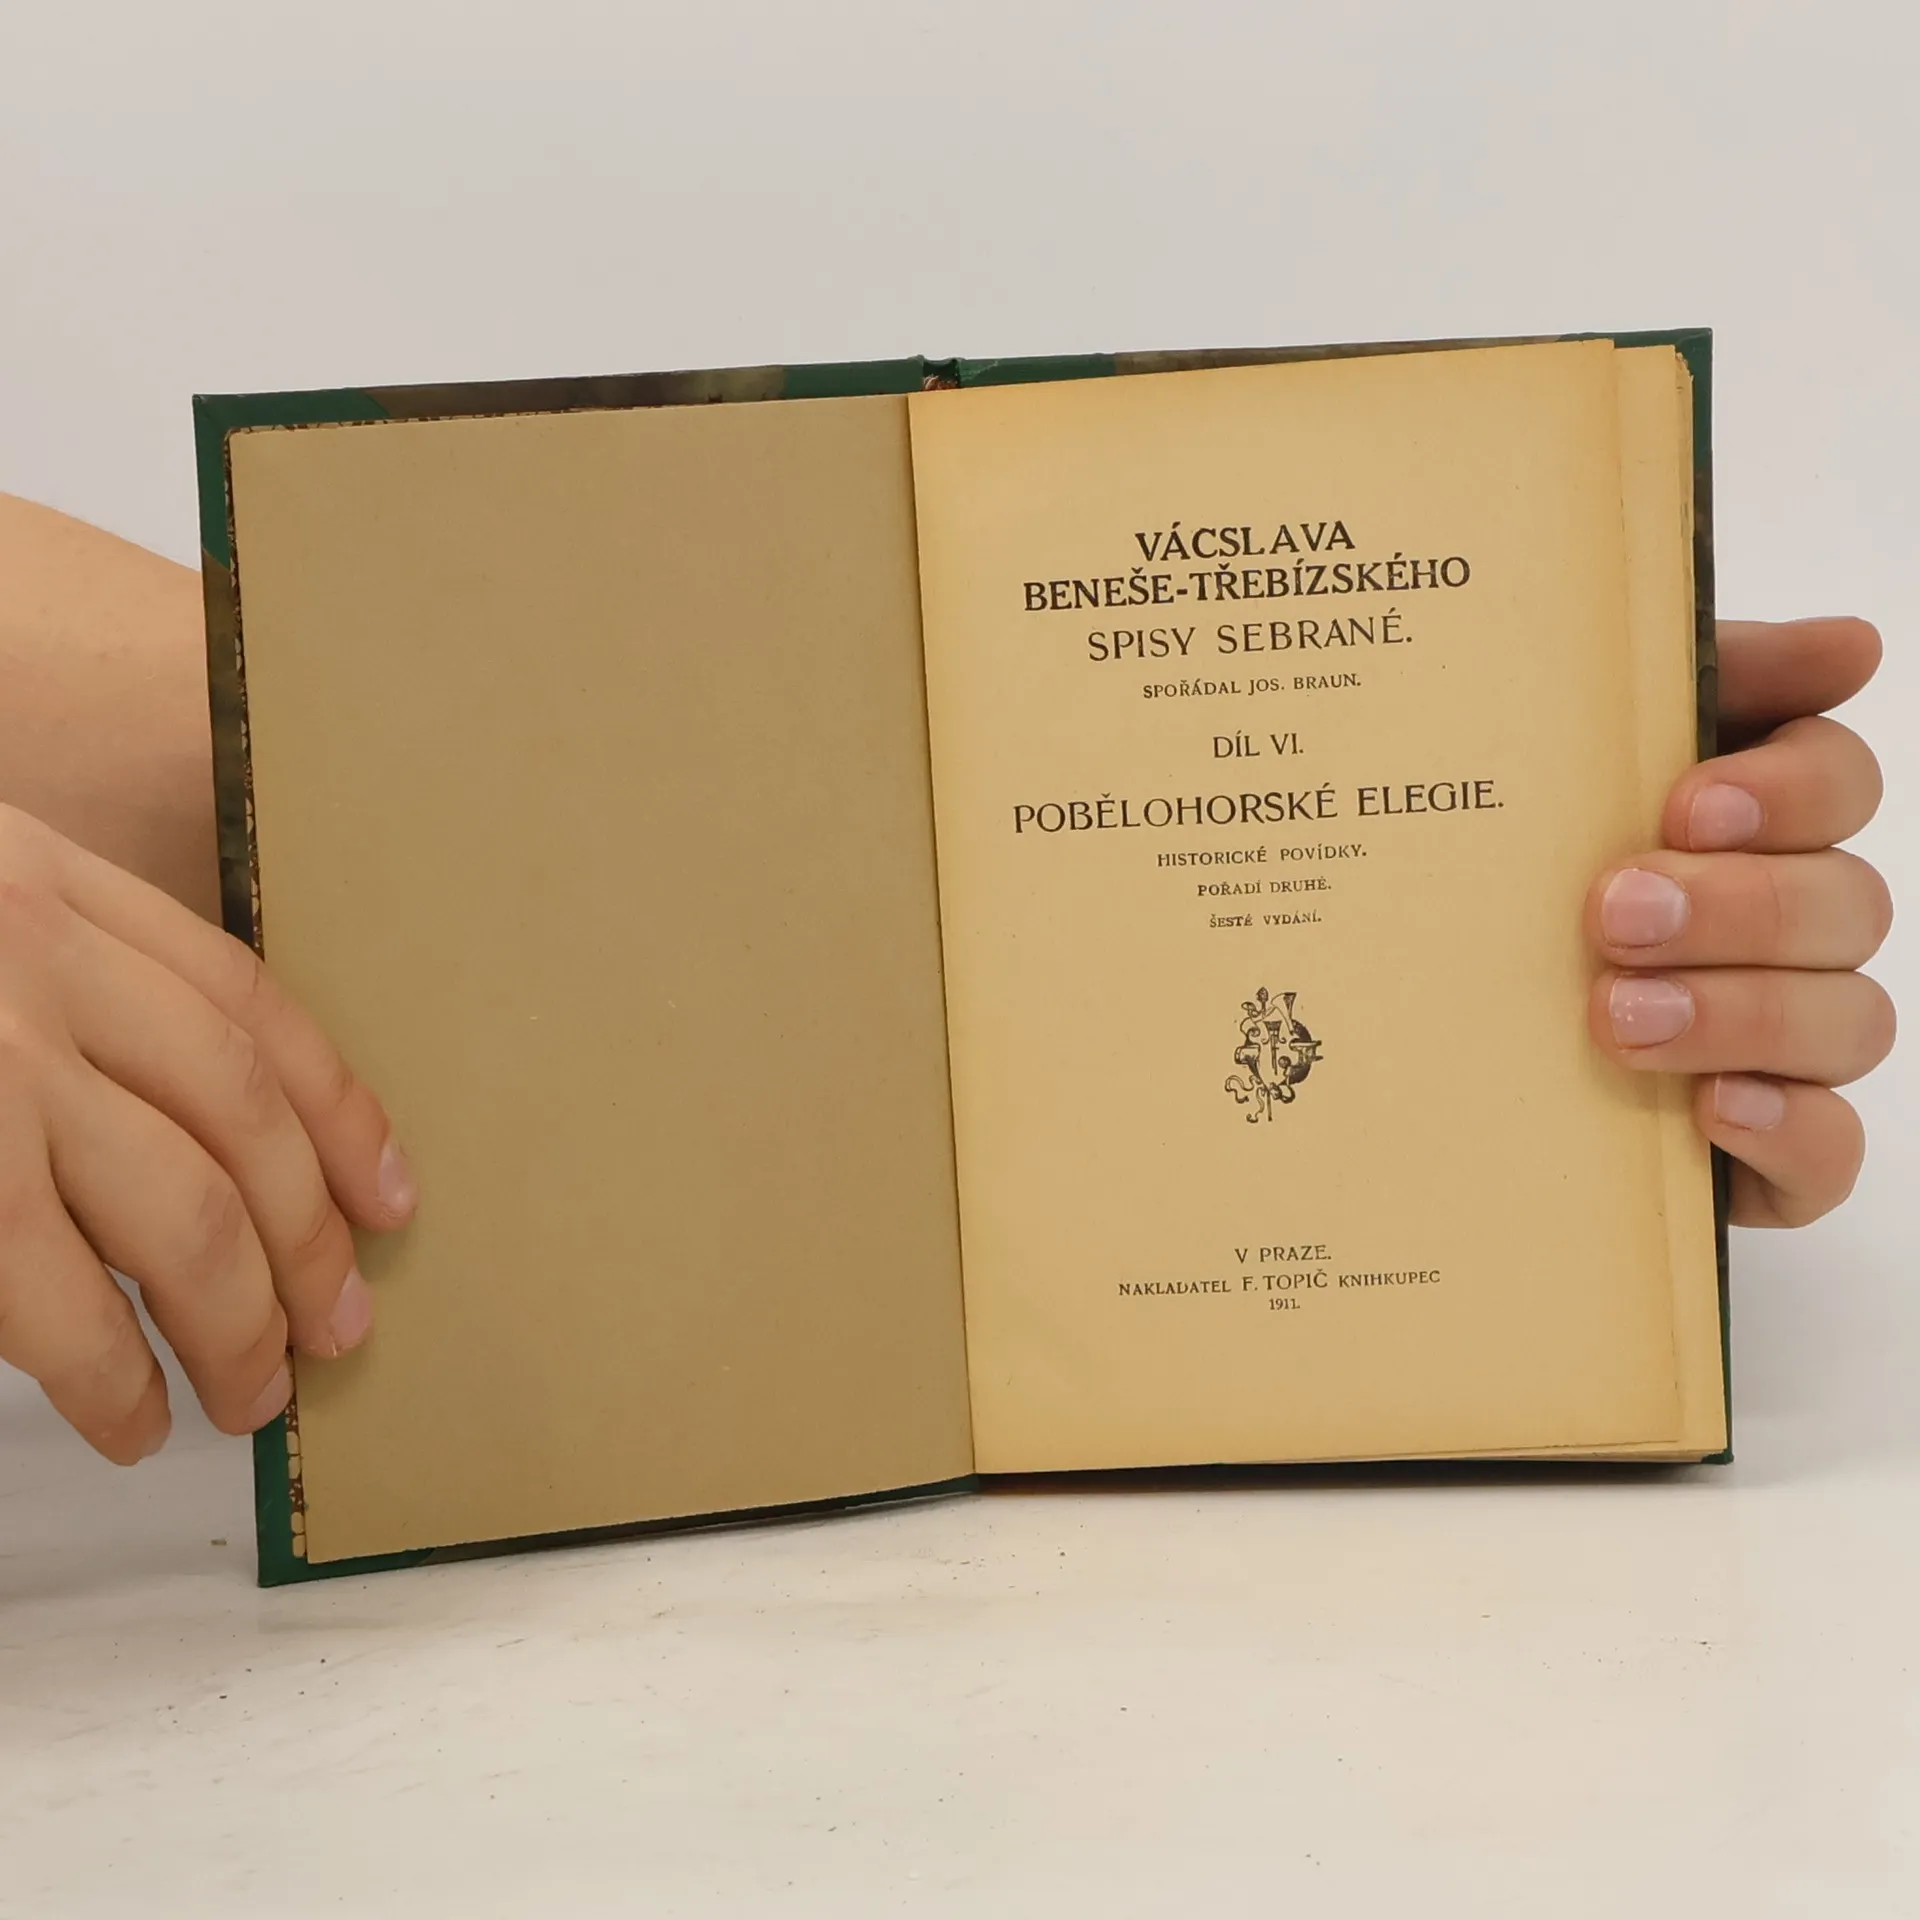 VÁCSLAVA
BENEŠE-TŘEBÍZSKÉHO
SPISY SEBRANÉ.
SPOŘÁDAL JOS. BRAUN.
DÍL VI.
POBĚLOHORSKÉ ELEGIE.
HISTORICKÉ POVÍDKY.
POŘADÍ DRUHÉ.
ŠESTÉ VYDÁNÍ.
V PRAZE.
NAKLADATEL F. TOPIČ KNIHKUPEC
1911.